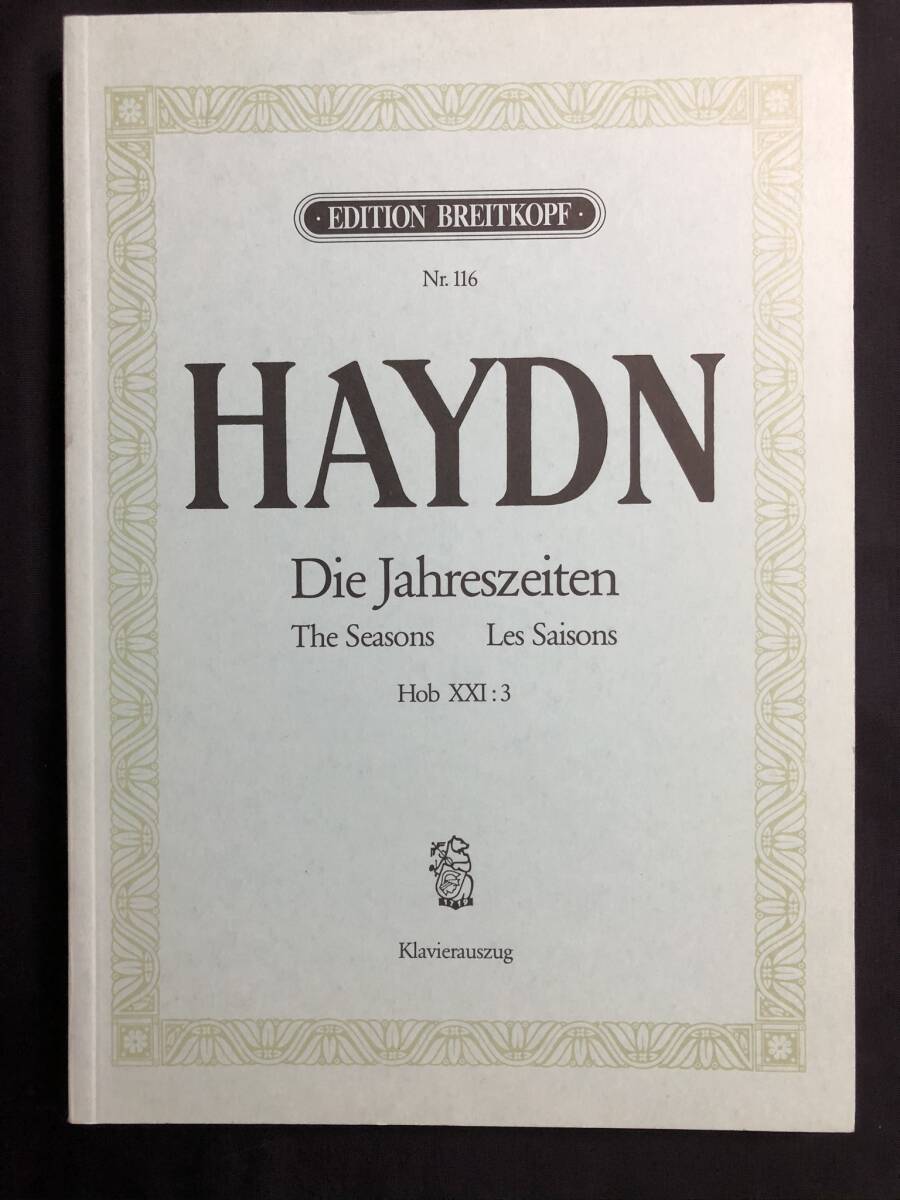 · EDITION BREITKOPF ·
Nr. 116
HAYDN
Die Jahreszeiten
The Seasons Les Saisons
Hob XXI : 3
1719
Klavierauszug